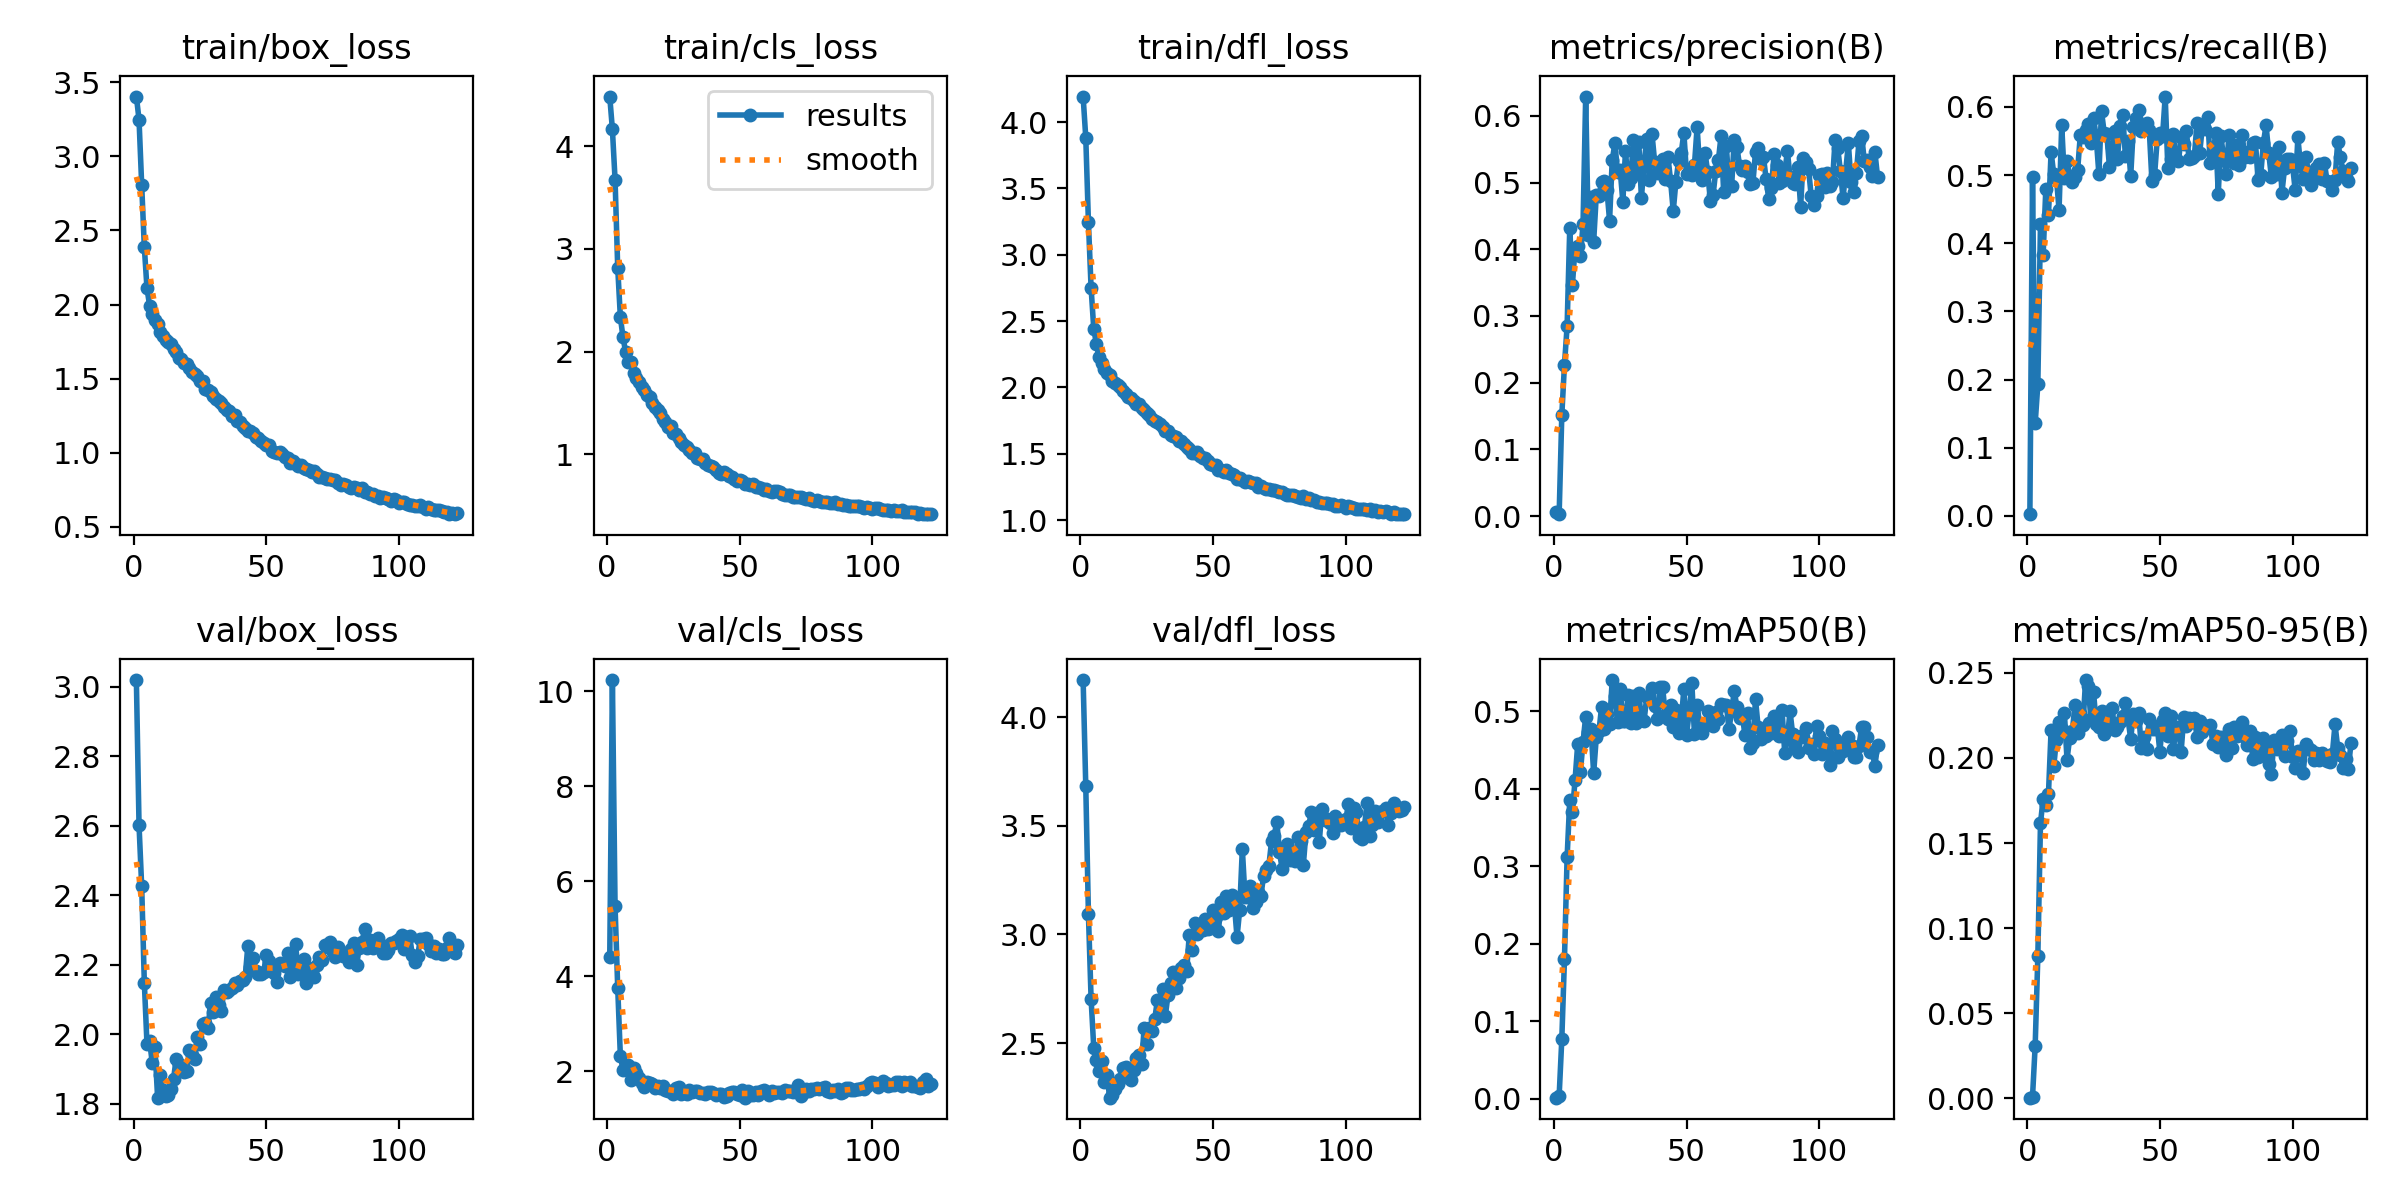 train/box_loss
3.5
3.0
2.5
2.0
1.5
1.0
0.5
0 50 100
train/cls_loss
results
smooth
4
3
2
1
0 50 100
train/dfl_loss
4.0
3.5
3.0
2.5
2.0
1.5
1.0
0 50 100
metrics/precision(B)
0.6
0.5
0.4
0.3
0.2
0.1
0.0
0 50 100
metrics/recall(B)
0.6
0.5
0.4
0.3
0.2
0.1
0.0
0 50 100
val/box_loss
3.0
2.8
2.6
2.4
2.2
2.0
1.8
0 50 100
val/cls_loss
10
8
6
4
2
0 50 100
val/dfl_loss
4.0
3.5
3.0
2.5
0 50 100
metrics/mAP50(B)
0.5
0.4
0.3
0.2
0.1
0.0
0 50 100
metrics/mAP50-95(B)
0.25
0.20
0.15
0.10
0.05
0.00
0 50 100